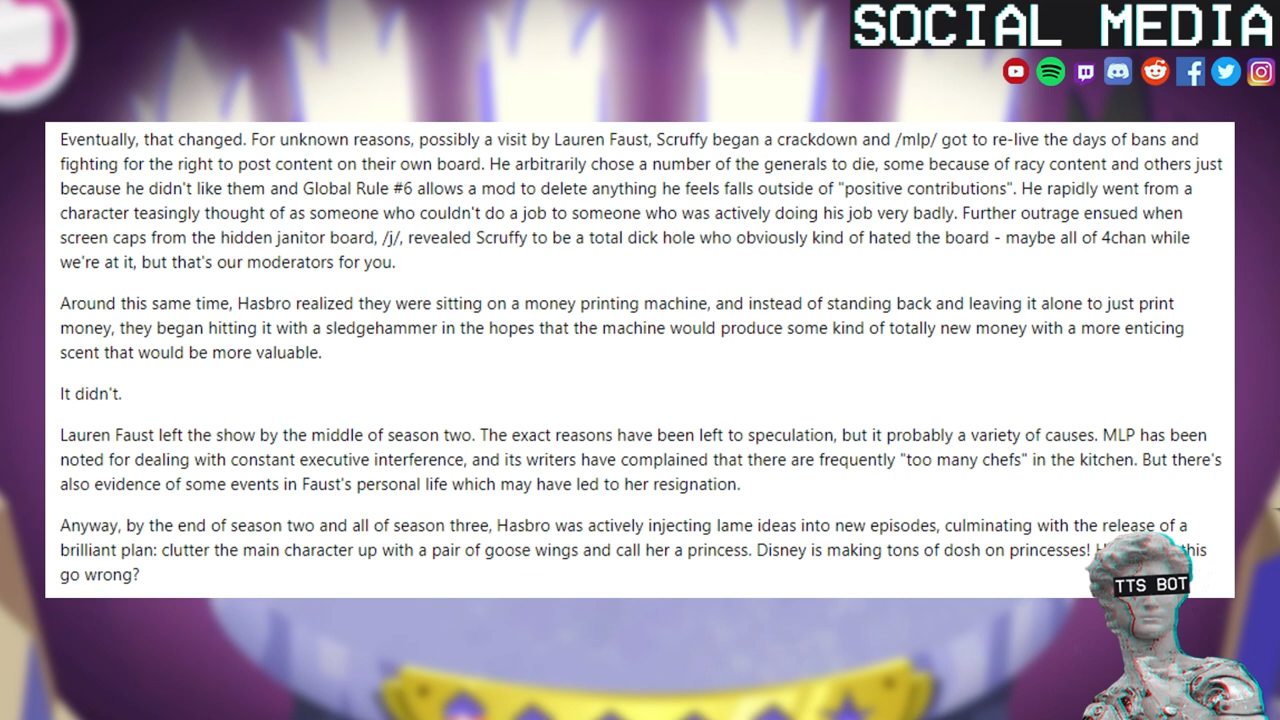 SOCIAL MEDIA
Eventually, that changed. For unknown reasons, possibly a visit by Lauren Faust, Scruffy began a crackdown and /mlp/ got to re-live the days of bans and
fighting for the right to post content on their own board. He arbitrarily chose a number of the generals to die, some because of racy content and others just
because he didn't like them and Global Rule #6 allows a mod to delete anything he feels falls outside of "positive contributions". He rapidly went from a
character teasingly thought of as someone who couldn't do a job to someone who was actively doing his job very badly. Further outrage ensued when
screen caps from the hidden janitor board, /j/, revealed Scruffy to be a total dick hole who obviously kind of hated the board - maybe all of 4chan while
we're at it, but that's our moderators for you.
Around this same time, Hasbro realized they were sitting on a money printing machine, and instead of standing back and leaving it alone to just print
money, they began hitting it with a sledgehammer in the hopes that the machine would produce some kind of totally new money with a more enticing
scent that would be more valuable.
It didn't.
Lauren Faust left the show by the middle of season two. The exact reasons have been left to speculation, but it probably a variety of causes. MLP has been
noted for dealing with constant executive interference, and its writers have complained that there are frequently "too many chefs" in the kitchen. But there's
also evidence of some events in Faust's personal life which may have led to her resignation.
Anyway, by the end of season two and all of season three, Hasbro was actively injecting lame ideas into new episodes, culminating with the release of a
brilliant plan: clutter the main character up with a pair of goose wings and call her a princess. Disney is making tons of dosh on princesses! this
go wrong?
TTS BOT